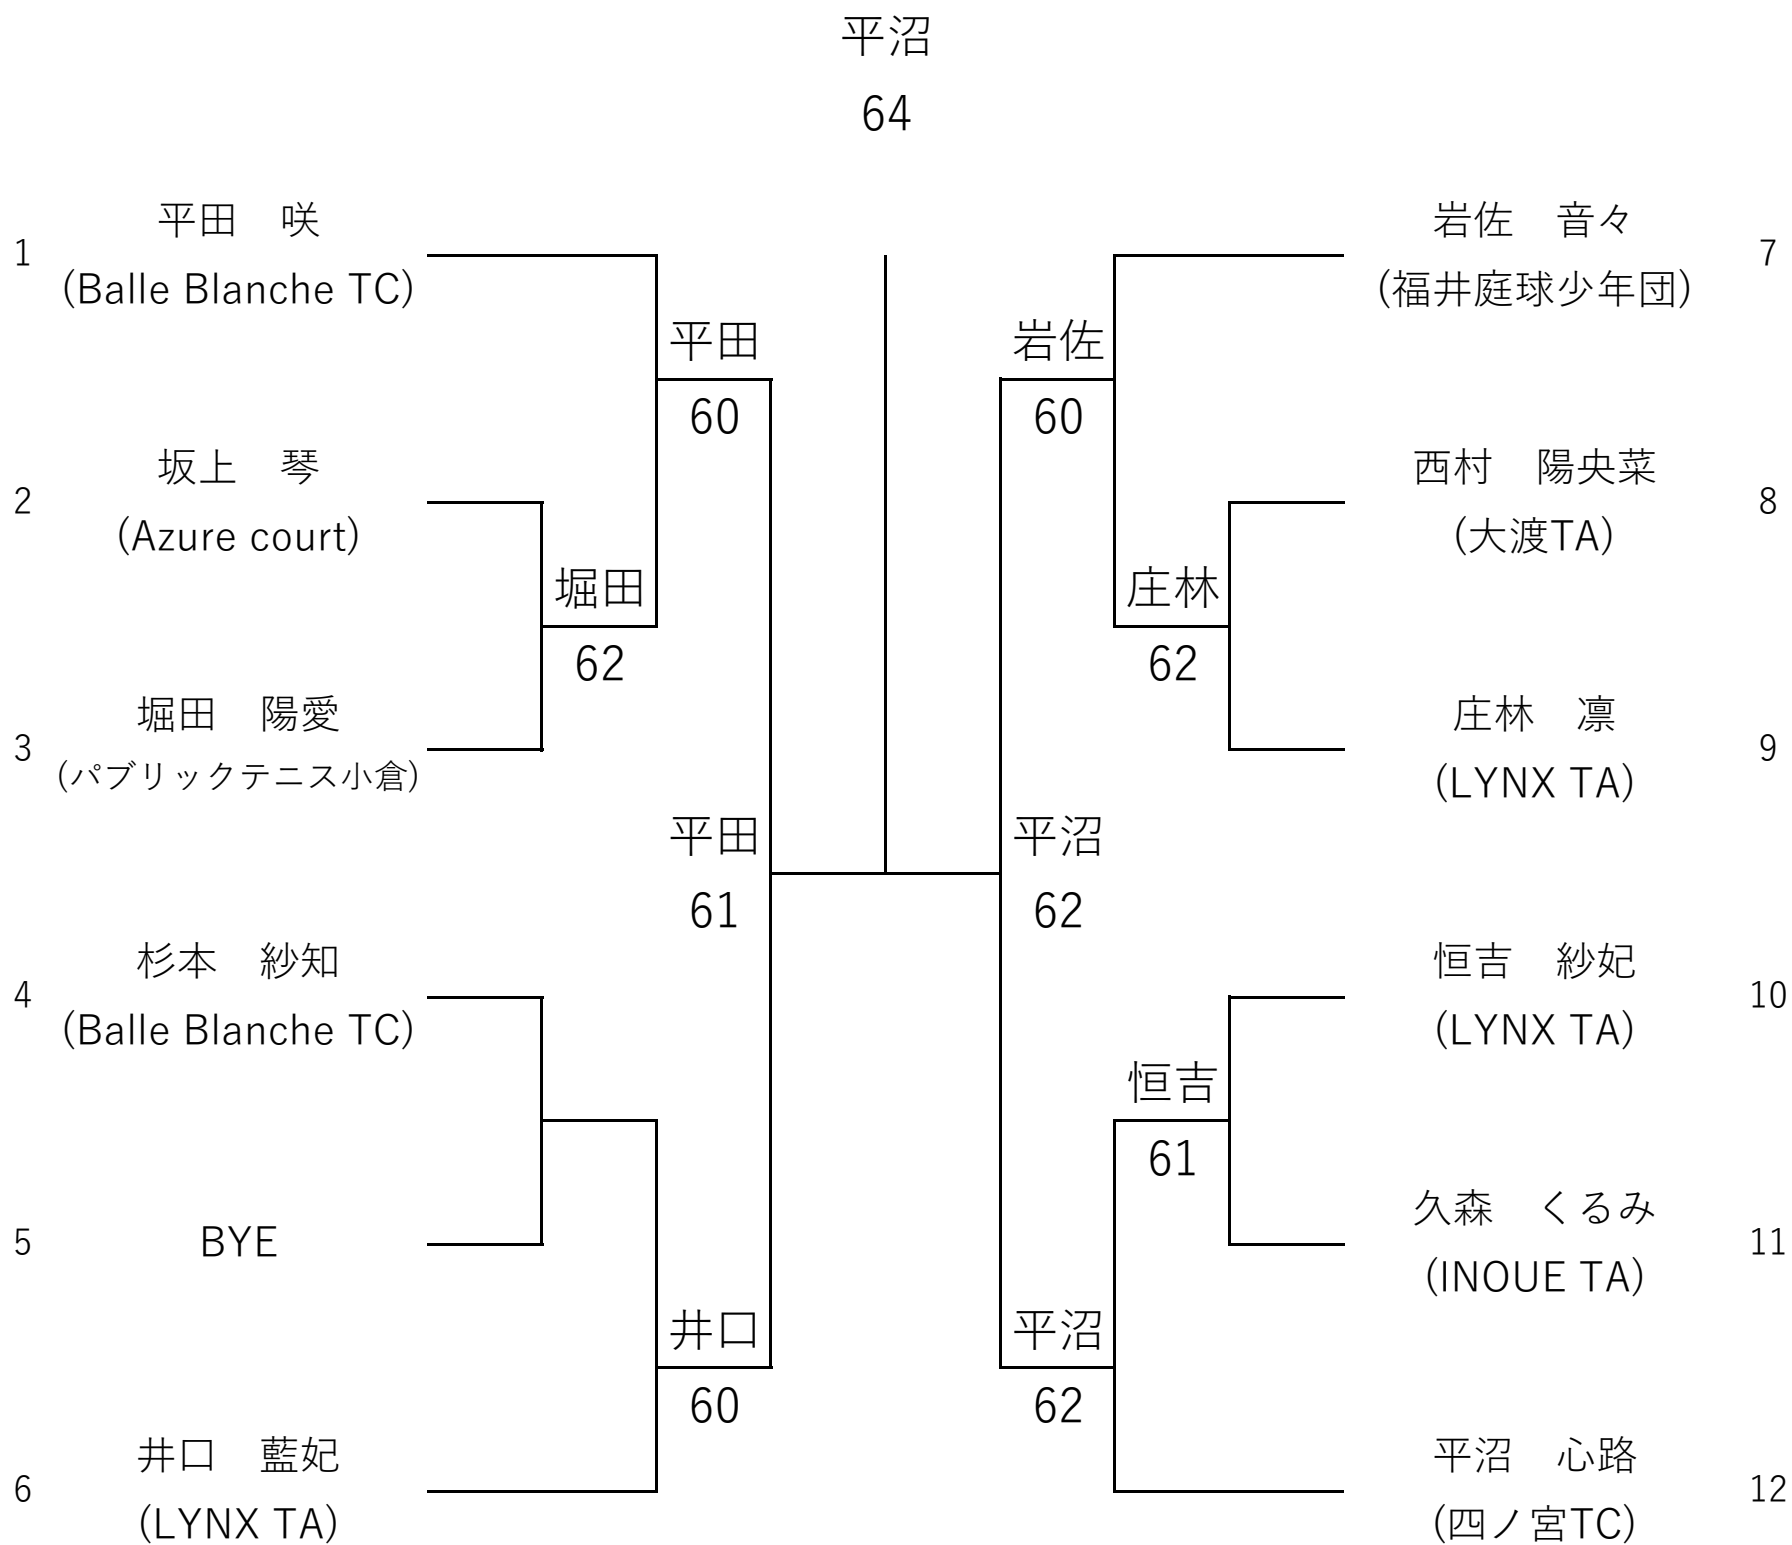 平沼
64
1
平田　咲
(Balle Blanche TC)
2
坂上　琴
(Azure court)
3
堀田　陽愛
(パブリックテニス小倉)
4
杉本　紗知
(Balle Blanche TC)
5
BYE
6
井口　藍妃
(LYNX TA)
堀田
62
平田
60
井口
60
平田
61
平沼
62
岩佐
60
平沼
62
庄林
62
恒吉
61
岩佐　音々
(福井庭球少年団)
7
西村　陽央菜
(大渡TA)
8
庄林　凛
(LYNX TA)
9
恒吉　紗妃
(LYNX TA)
10
久森　くるみ
(INOUE TA)
11
平沼　心路
(四ノ宮TC)
12